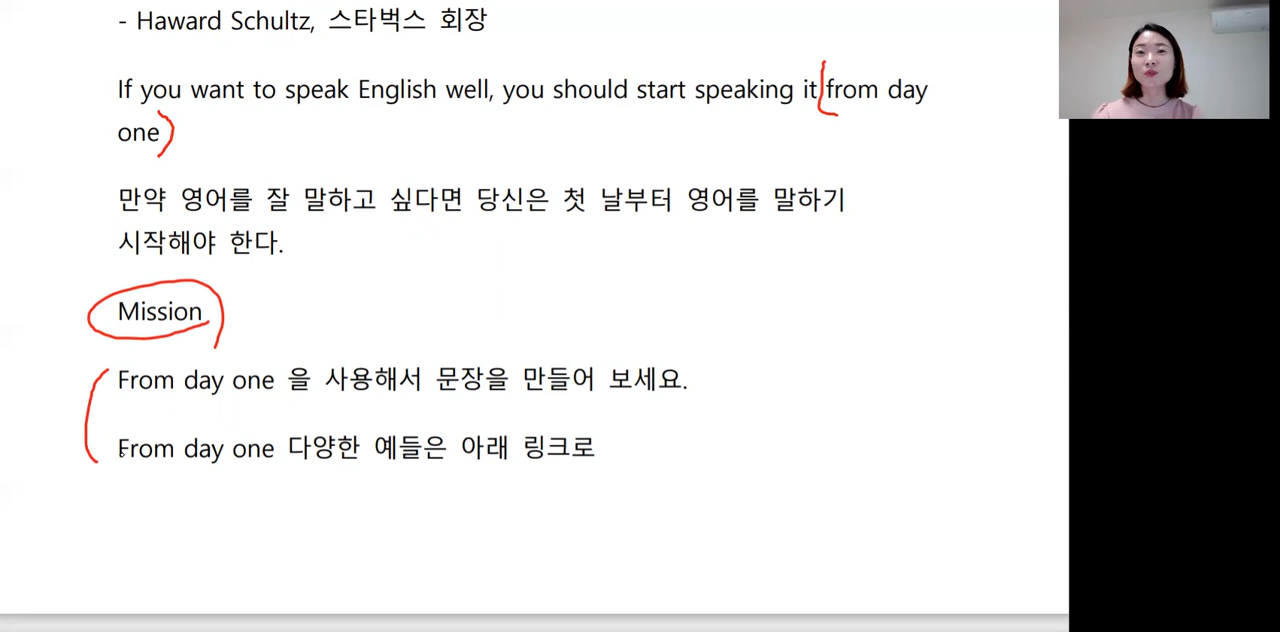 - Haward Schultz, 스타벅스 회장
If you want to speak English well, you should start speaking it from day
one
만약 영어를 잘 말하고 싶다면 당신은 첫 날부터 영어를 말하기
시작해야 한다.
Mission
From day one 을 사용해서 문장을 만들어 보세요.
From day one 다양한 예들은 아래 링크로